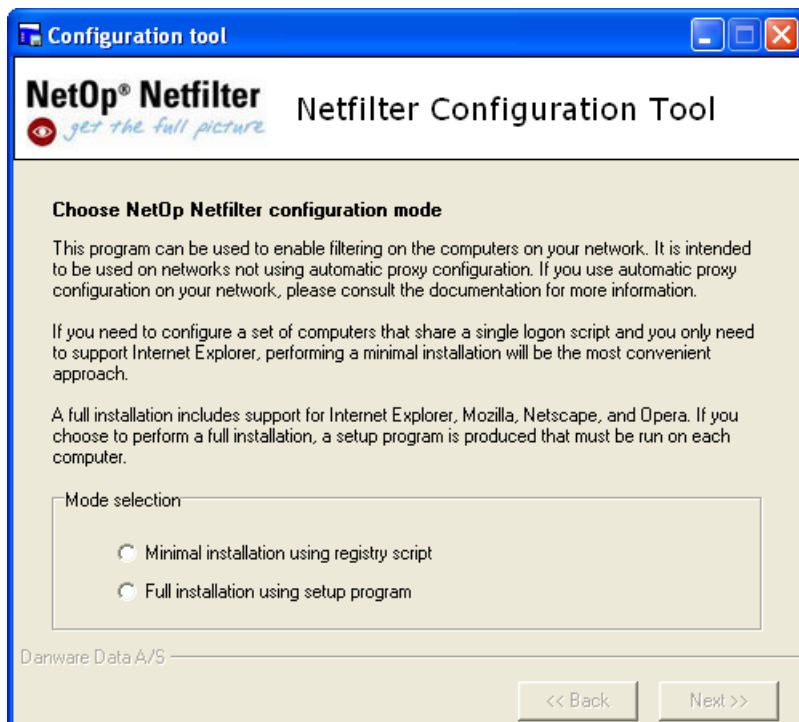 Configuration tool
NetOp® Netfilter
get the full picture
Netfilter Configuration Tool
Choose NetOp Netfilter configuration mode
This program can be used to enable filtering on the computers on your network. It is intended
to be used on networks not using automatic proxy configuration. If you use automatic proxy
configuration on your network, please consult the documentation for more information.
If you need to configure a set of computers that share a single logon script and you only need
to support Internet Explorer, performing a minimal installation will be the most convenient
approach.
A full installation includes support for Internet Explorer, Mozilla, Netscape, and Opera. If you
choose to perform a full installation, a setup program is produced that must be run on each
computer.
Mode selection
Minimal installation using registry script
Full installation using setup program
Danware Data A/S
<< Back
Next >>